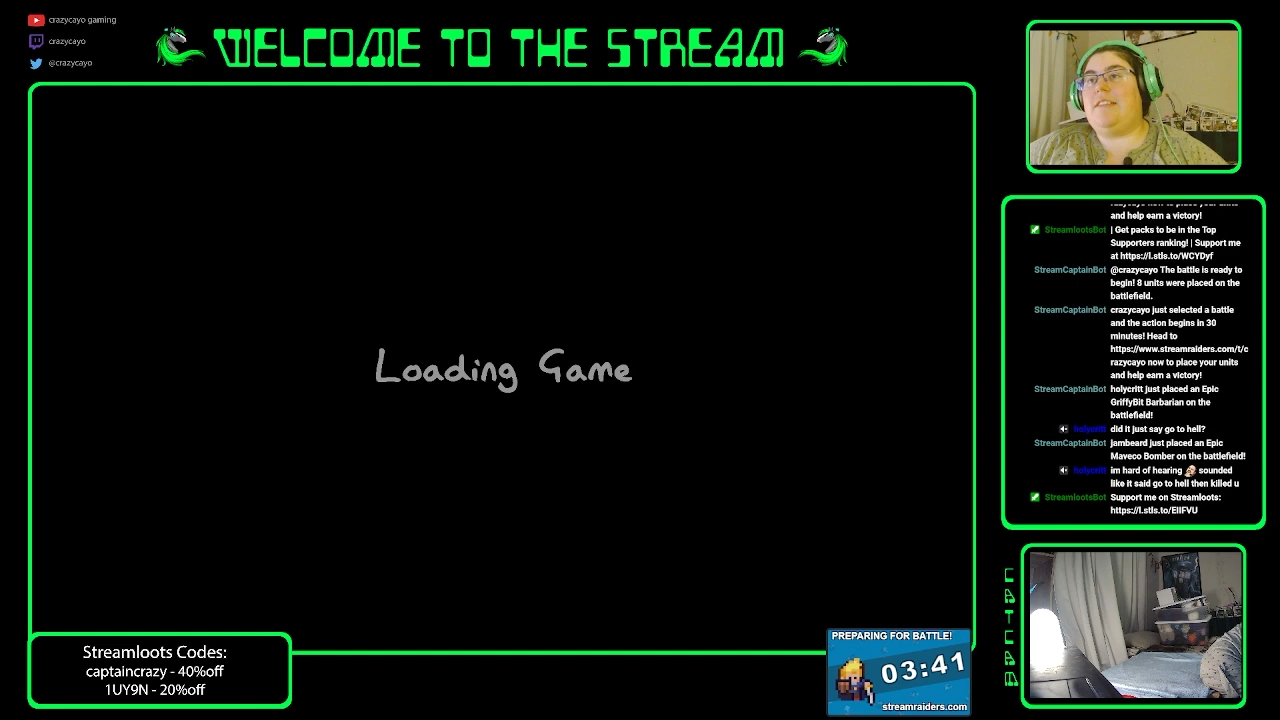 crazycayo gaming
crazycayo
@crazycayo
WELCOME TO THE STREAM
Loading Game
and help earn a victory!
StreamlootsBot | Get packs to be in the Top
Supporters ranking! | Support me
at https://l.stls.to/WCYDyf
StreamCaptainBot @crazycayo The battle is ready to
begin! 8 units were placed on the
battlefield.
StreamCaptainBot crazycayo just selected a battle
and the action begins in 30
minutes! Head to
https://www.streamraiders.com/t/c
razycayo now to place your units
and help earn a victory!
StreamCaptainBot holycritt just placed an Epic
GriffyBit Barbarian on the
battlefield!
holycritt did it just say go to hell?
StreamCaptainBot jambeard just placed an Epic
Maveco Bomber on the battlefield!
holycritt im hard of hearing sounded
like it said go to hell then killed u
StreamlootsBot Support me on Streamloots:
https://l.stls.to/EIIFVU
CATCAM
Streamloots Codes:
captaincrazy - 40%off
1UY9N - 20%off
PREPARING FOR BATTLE!
03:41
streamraiders.com